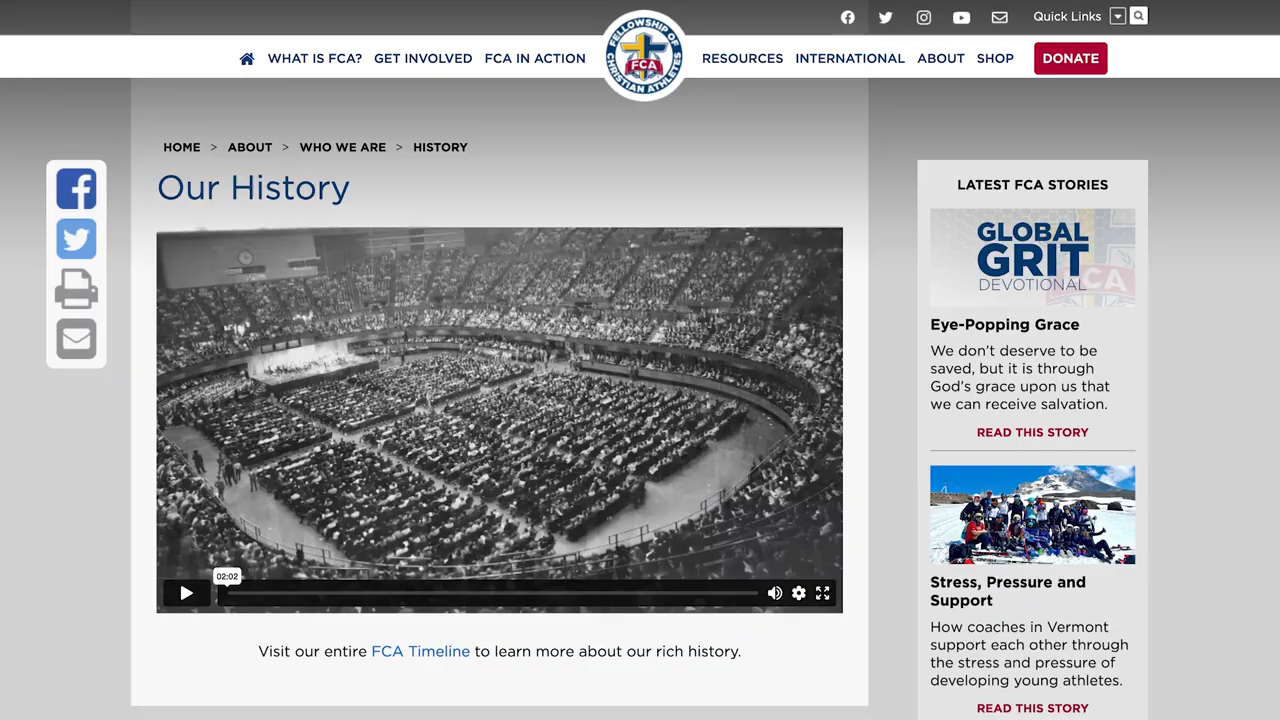 Quick Links
WHAT IS FCA?
GET INVOLVED
FCA IN ACTION
FELLOWSHIP OF
CHRISTIAN ATHLETES
FCA
RESOURCES
INTERNATIONAL
ABOUT
SHOP
DONATE
HOME > ABOUT > WHO WE ARE > HISTORY
Our History
02:02
Visit our entire FCA Timeline to learn more about our rich history.
LATEST FCA STORIES
GLOBAL
GRIT
DEVOTIONAL
FCA
Eye-Popping Grace
We don't deserve to be
saved, but it is through
God's grace upon us that
we can receive salvation.
READ THIS STORY
Stress, Pressure and
Support
How coaches in Vermont
support each other through
the stress and pressure of
developing young athletes.
READ THIS STORY